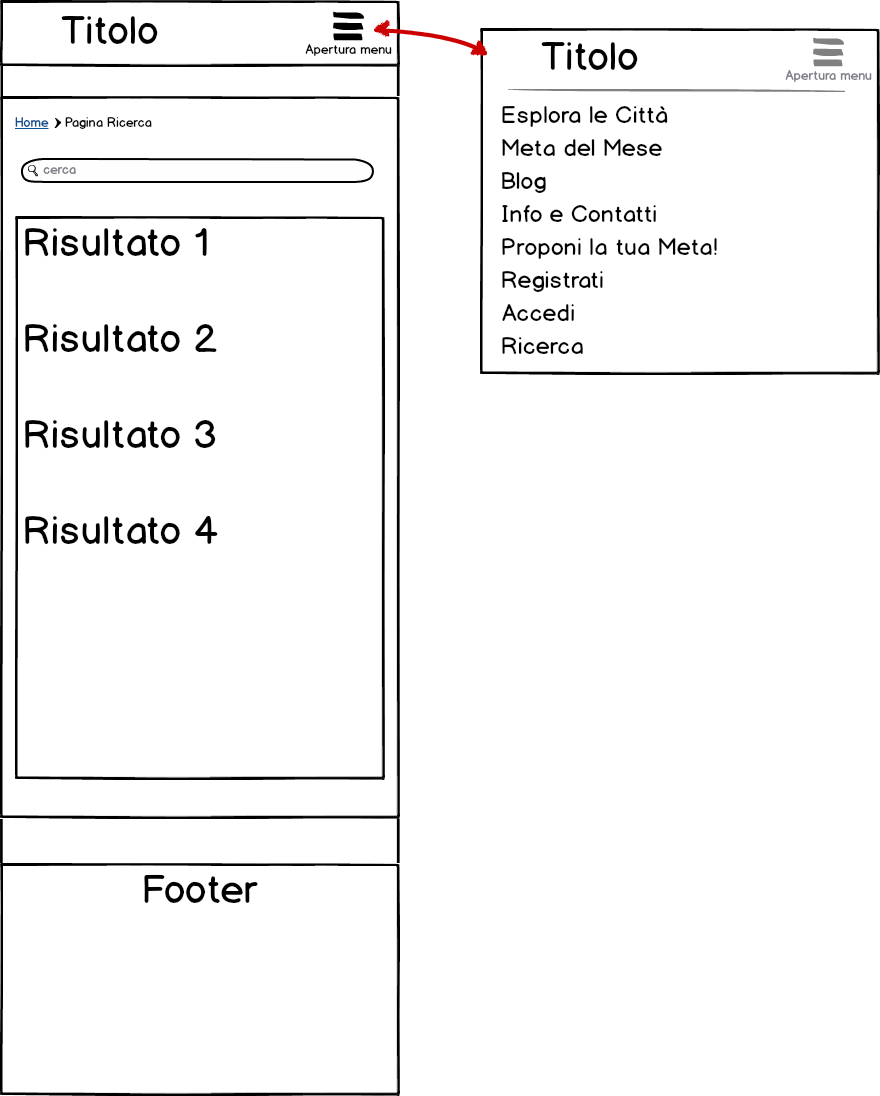 Titolo
Apertura menu
Home > Pagina Ricerca
cerca
Risultato 1
Risultato 2
Risultato 3
Risultato 4
Footer
Titolo
Apertura menu
Esplora le Città
Meta del Mese
Blog
Info e Contatti
Proponi la tua Meta!
Registrati
Accedi
Ricerca